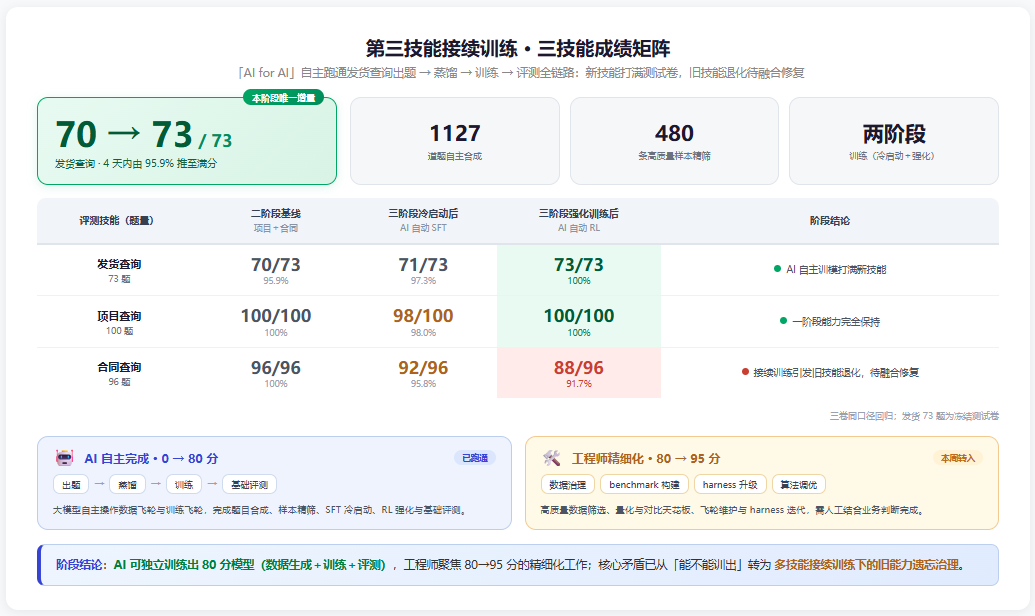 第三技能接续训练・三技能成绩矩阵
「AI for AI」自主跑通发货查询出题 → 蒸馏 → 训练 → 评测全链路：新技能打满测试卷，旧技能退化待融合修复
本阶段唯一增量
70 → 73 / 73
发货查询 · 4 天内由 95.9% 推至满分
1127
道题自主合成
480
条高质量样本精筛
两阶段
训练（冷启动+强化）
评测技能（题量） 二阶段基线 三阶段冷启动后 三阶段强化训练后 阶段结论
项目+合同 AI 自动 SFT AI 自动 RL
发货查询 70/73 71/73 73/73 AI 自主训模打满新技能
73 题 95.9% 97.3% 100%
项目查询 100/100 98/100 100/100 一阶段能力完全保持
100 题 100% 98.0% 100%
合同查询 96/96 92/96 88/96 接续训练引发旧技能退化，待融合修复
96 题 100% 95.8% 91.7%
三卷同口径回归：发货 73 题为冻结测试卷
AI 自主完成・0 → 80 分 已跑通
出题 → 蒸馏 → 训练 → 基础评测
大模型自主操作数据飞轮与训练飞轮，完成题目合成、样本精筛、SFT 冷启动、RL 强化与基础评测。
工程师精细化・80 → 95 分 本周转入
数据治理 benchmark 构建 harness 升级 算法调优
高质量数据筛选、量化与对比天花板、飞轮维护与 harness 迭代，需人工结合业务判断完成。
阶段结论：AI 可独立训练出 80 分模型（数据生成+训练+评测），工程师聚焦 80→95 分的精细化工作；核心矛盾已从「能不能训出」转为 多技能接续训练下的旧能力遗忘治理。